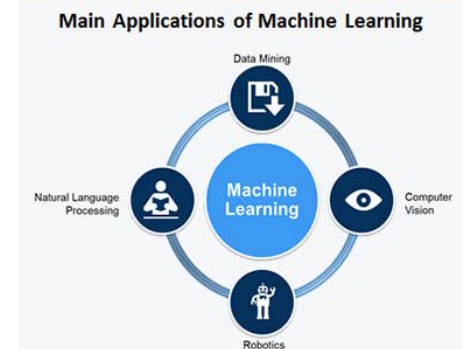 Main Applications of Machine Learning
Data Mining
Natural Language
Processing
Machine
Learning
Computer
Vision
Robotics